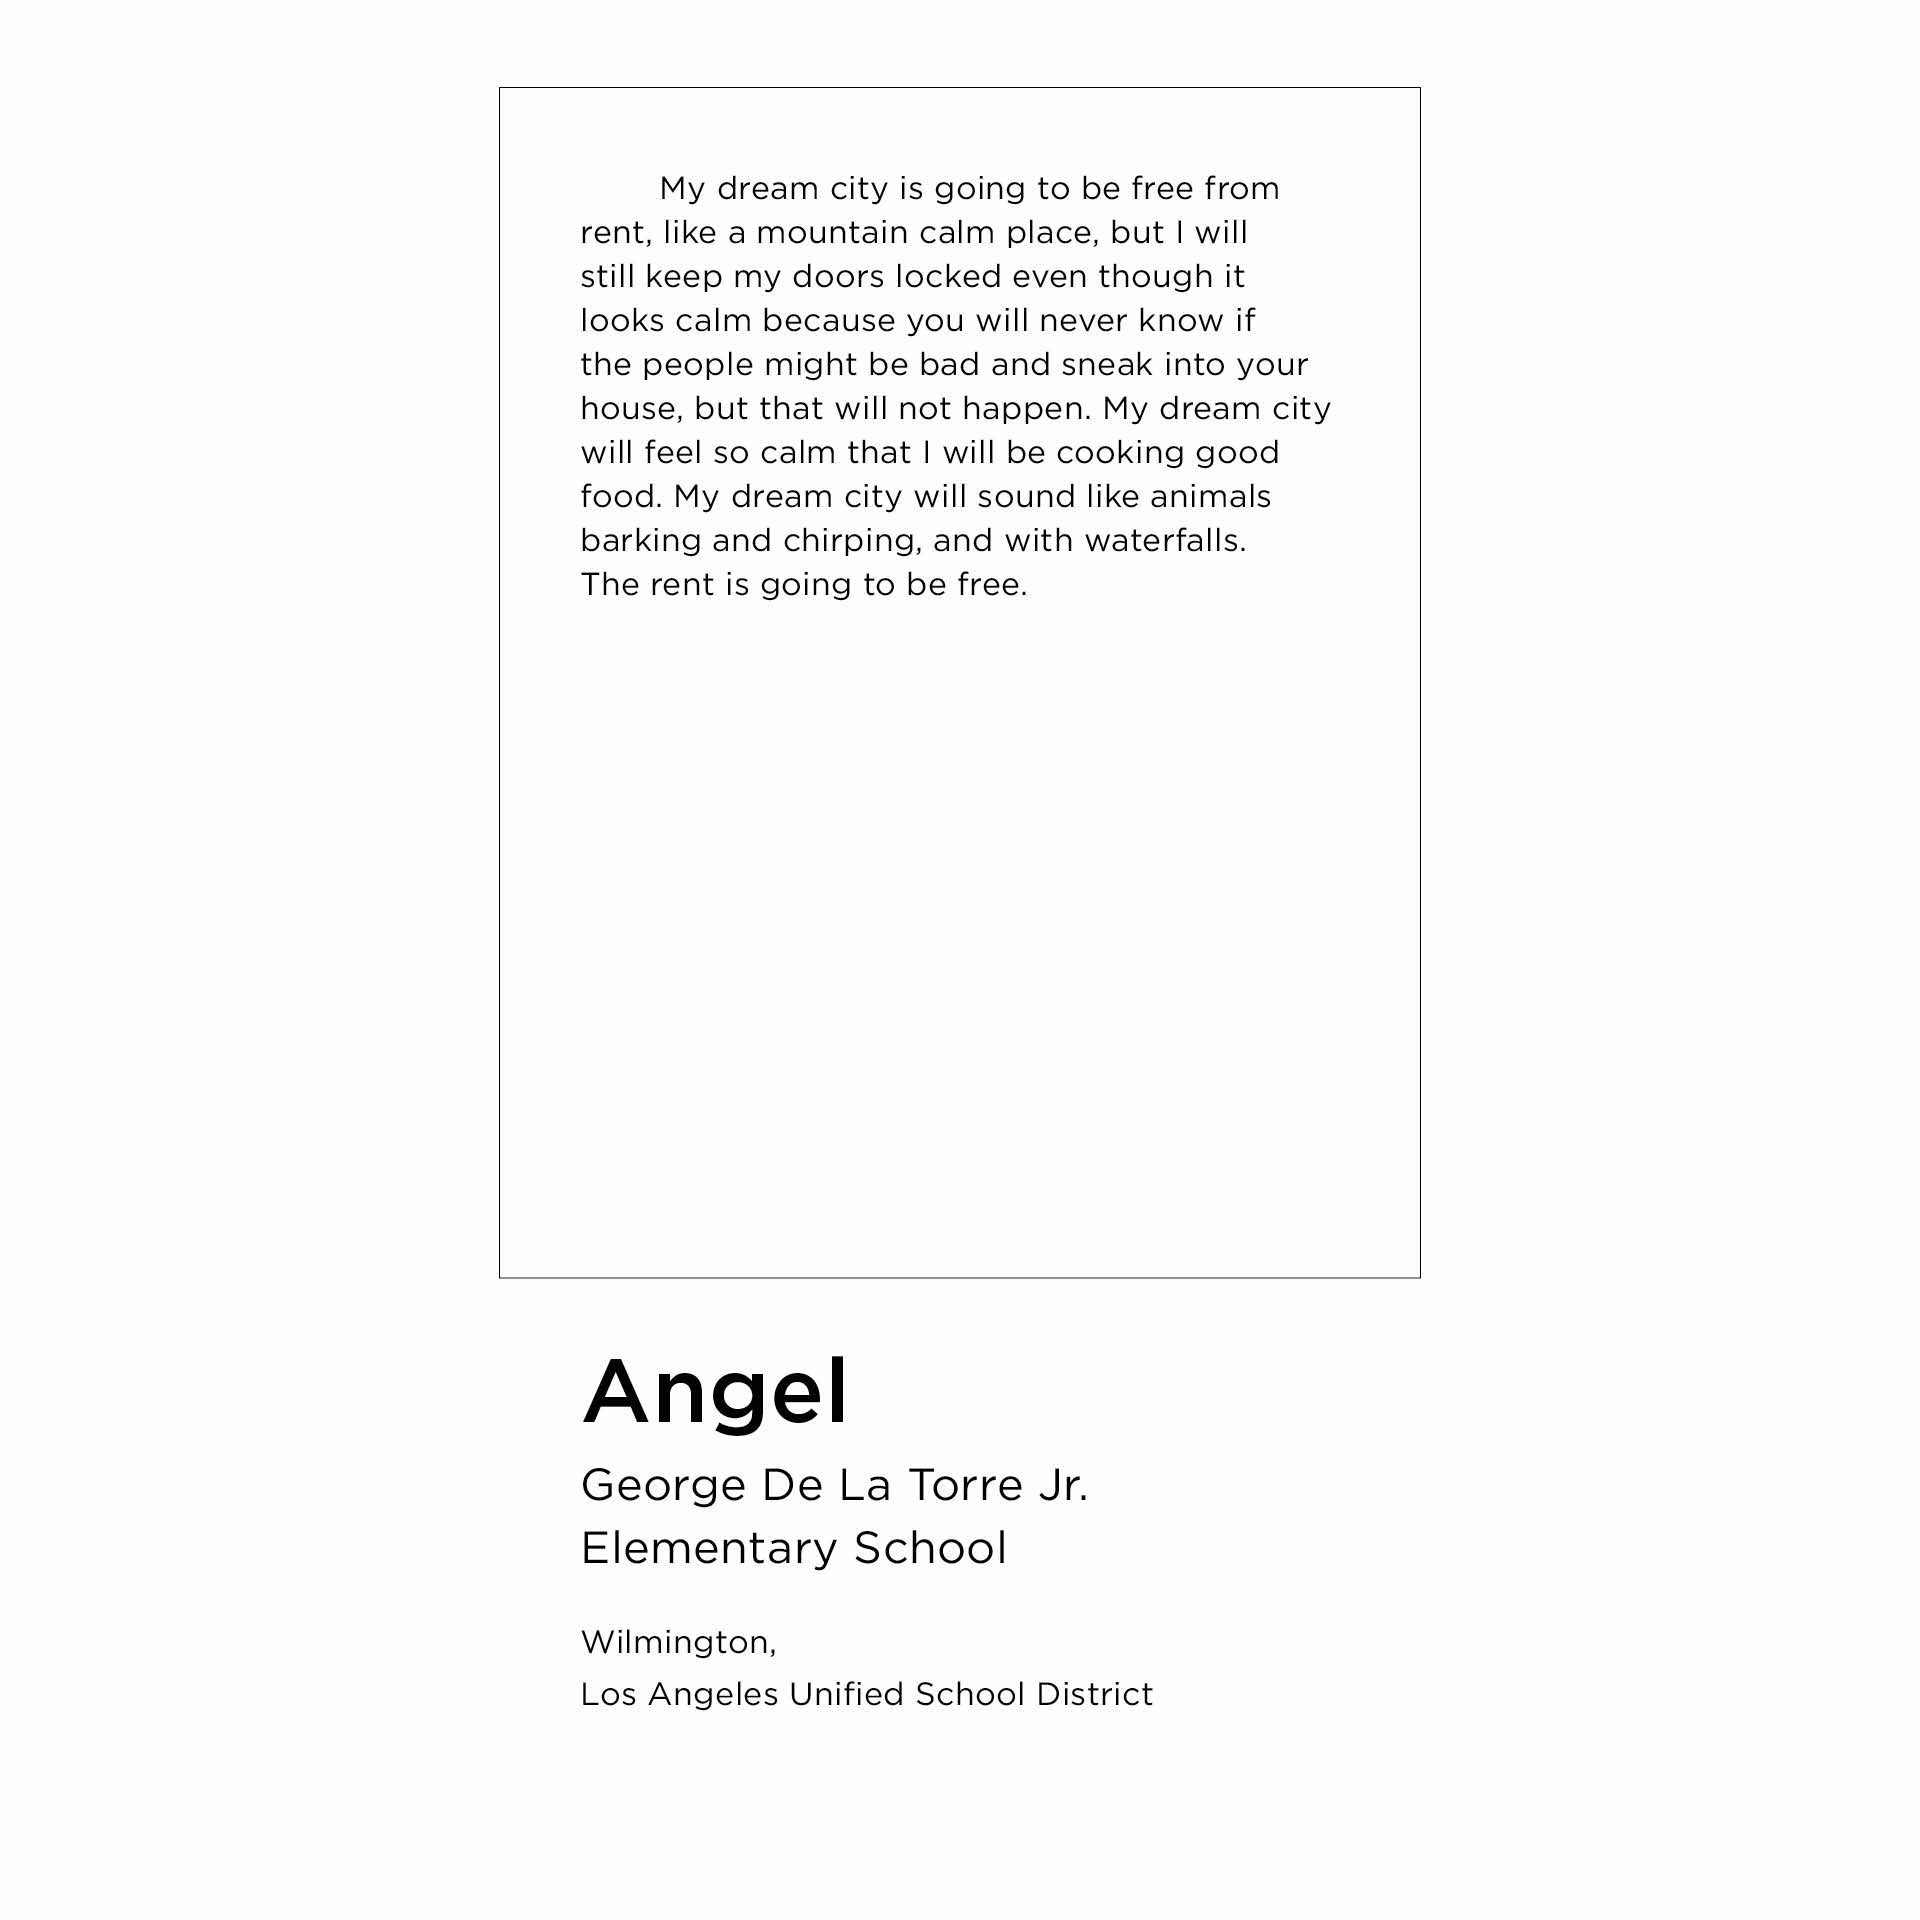 My dream city is going to be free from
rent, like a mountain calm place, but I will
still keep my doors locked even though it
looks calm because you will never know if
the people might be bad and sneak into your
house, but that will not happen. My dream city
will feel so calm that I will be cooking good
food. My dream city will sound like animals
barking and chirping, and with waterfalls.
The rent is going to be free.
Angel
George De La Torre Jr.
Elementary School
Wilmington,
Los Angeles Unified School District